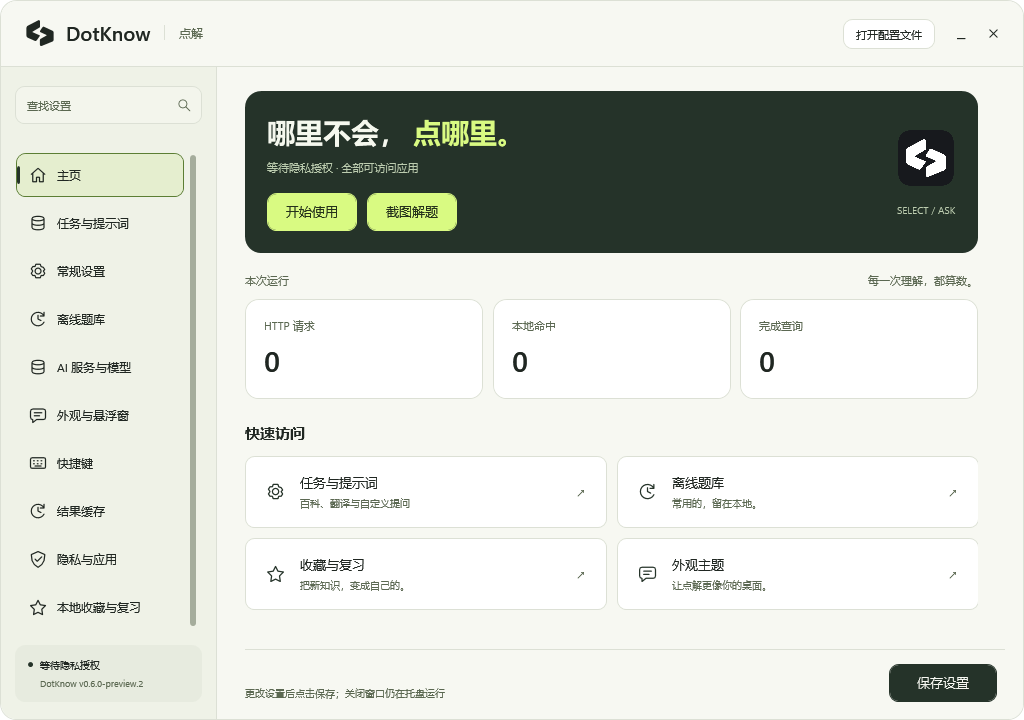 DotKnow
点解
打开配置文件
查找设置
主页
任务与提示词
常规设置
离线题库
AI 服务与模型
外观与悬浮窗
快捷键
结果缓存
隐私与应用
本地收藏与复习
等待隐私授权
DotKnow v0.6.0-preview.2
哪里不会，点哪里。
等待隐私授权 · 全部可访问应用
开始使用
截图解题
SELECT / ASK
本次运行
每一次理解，都算数。
HTTP 请求
0
本地命中
0
完成查询
0
快速访问
任务与提示词
百科、翻译与自定义提问
离线题库
常用的，留在本地。
收藏与复习
把新知识，变成自己的。
外观主题
让点解更像你的桌面。
更改设置后点击保存；关闭窗口仍在托盘运行
保存设置